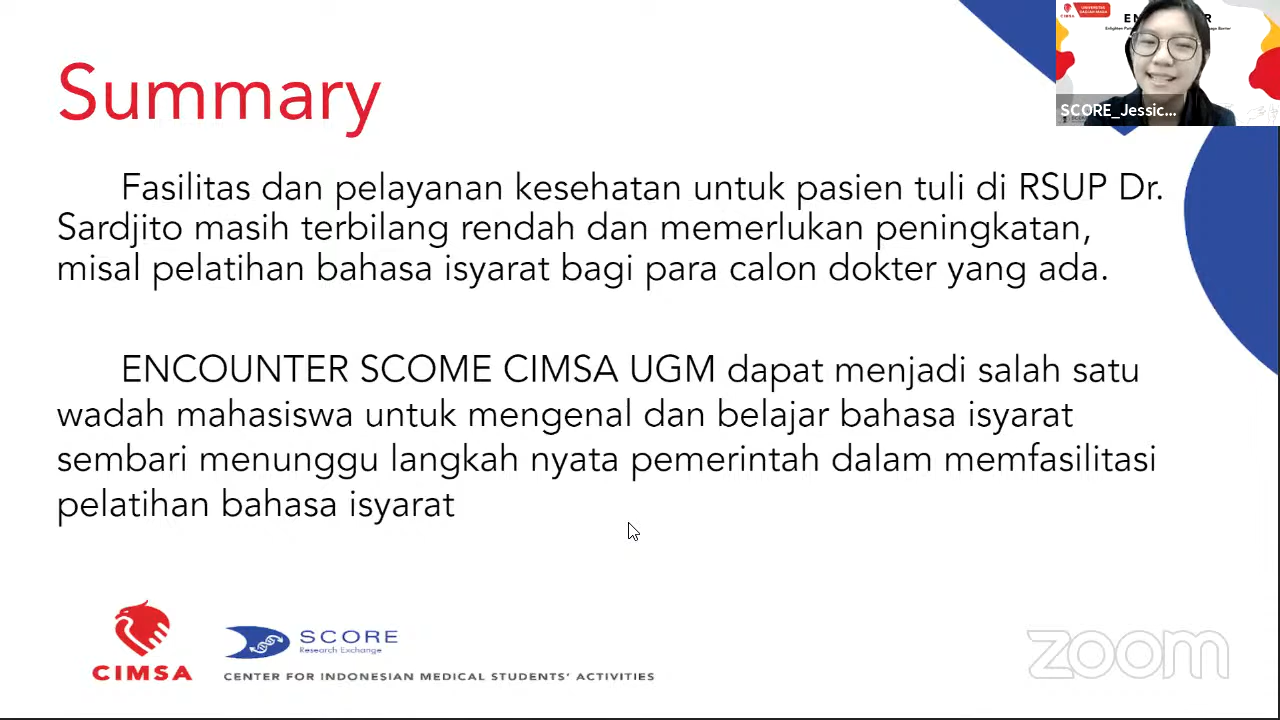 Summary
Fasilitas dan pelayanan kesehatan untuk pasien tuli di RSUP Dr.
Sardjito masih terbilang rendah dan memerlukan peningkatan,
misal pelatihan bahasa isyarat bagi para calon dokter yang ada.
ENCOUNTER SCOME CIMSA UGM dapat menjadi salah satu
wadah mahasiswa untuk mengenal dan belajar bahasa isyarat
sembari menunggu langkah nyata pemerintah dalam memfasilitasi
pelatihan bahasa isyarat
CIMSA
SCORE
Research Exchange
CENTER FOR INDONESIAN MEDICAL STUDENTS' ACTIVITIES
zoom
CIMSA
SCORE_Jessic...